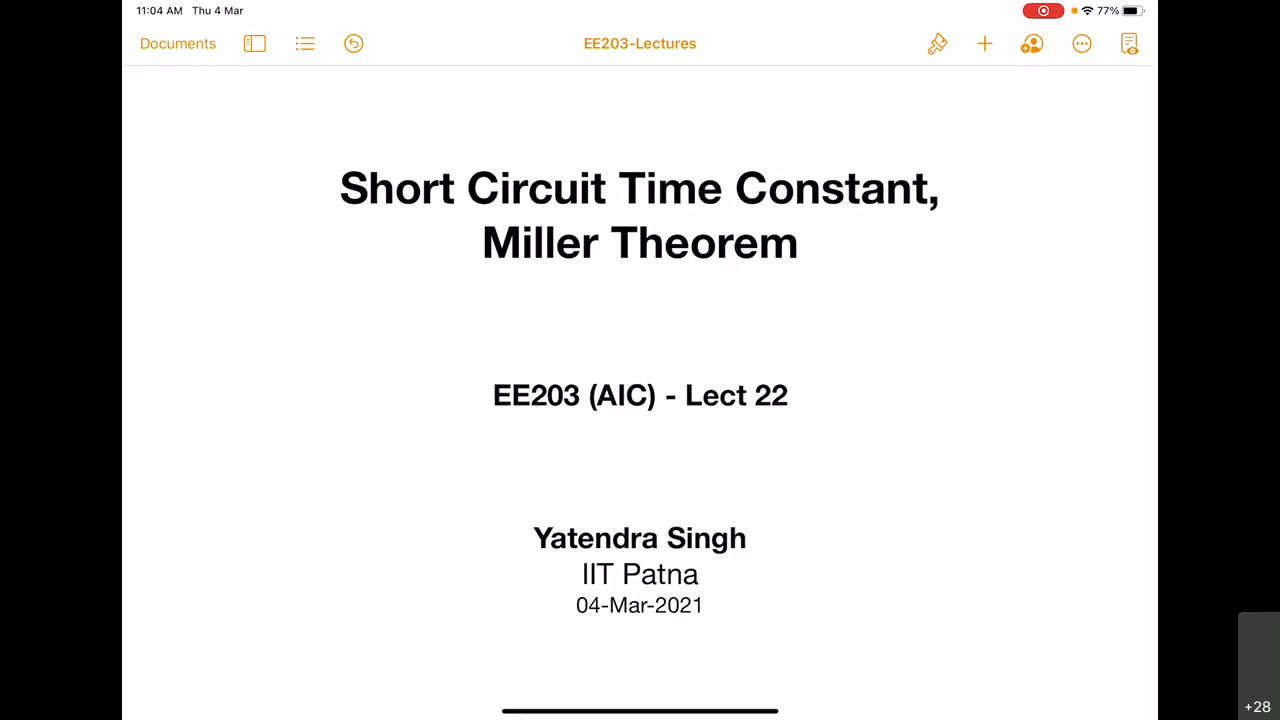 11:04 AM Thu 4 Mar
77%
Documents
EE203-Lectures
Short Circuit Time Constant,
Miller Theorem
EE203 (AIC) - Lect 22
Yatendra Singh
IIT Patna
04-Mar-2021
+28